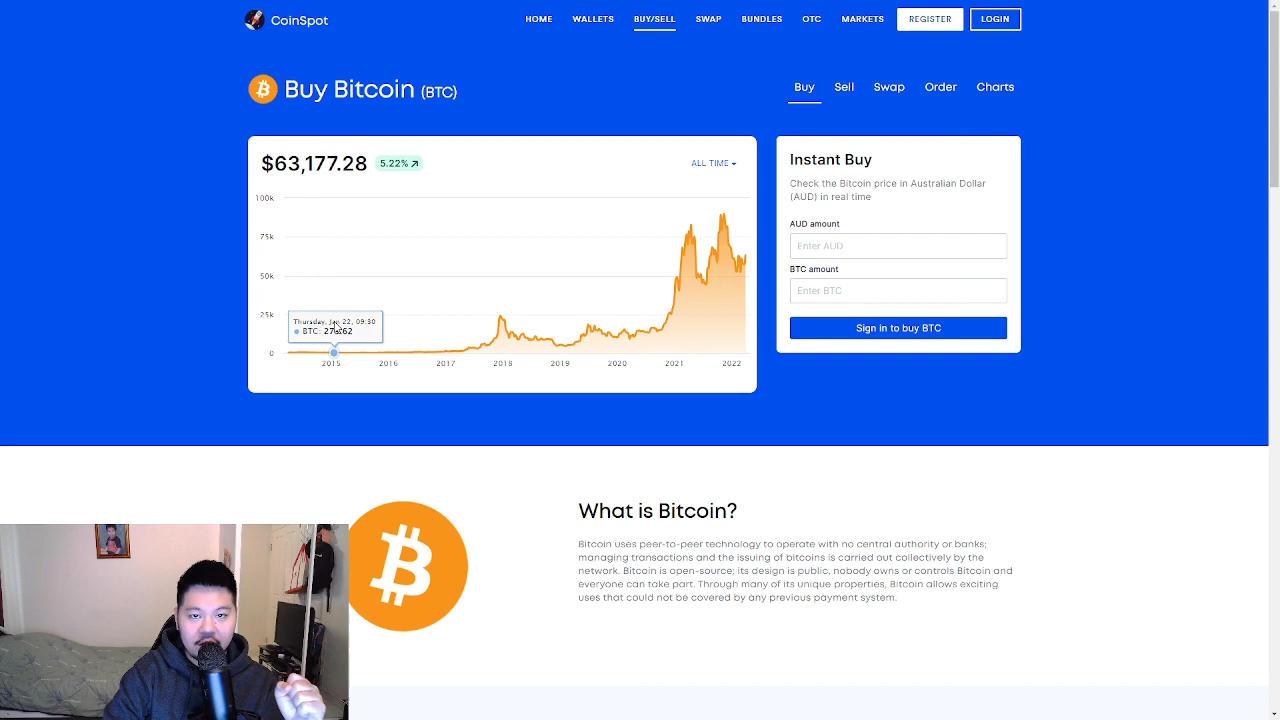 CoinSpot
HOME WALLETS BUY/SELL SWAP BUNDLES OTC MARKETS REGISTER LOGIN
Buy Bitcoin (BTC)
Buy Sell Swap Order Charts
$63,177.28 5.22%
ALL TIME
100k
75k
50k
25k
0
Thursday, Jan 22, 09:30
BTC:
2015 2016 2017 2018 2019 2020 2021 2022
Instant Buy
Check the Bitcoin price in Australian Dollar
(AUD) in real time
AUD amount
Enter AUD
BTC amount
Enter BTC
Sign in to buy BTC
What is Bitcoin?
Bitcoin uses peer-to-peer technology to operate with no central authority or banks;
managing transactions and the issuing of bitcoins is carried out collectively by the
network. Bitcoin is open-source; its design is public, nobody owns or controls Bitcoin and
everyone can take part. Through many of its unique properties, Bitcoin allows exciting
uses that could not be covered by any previous payment system.